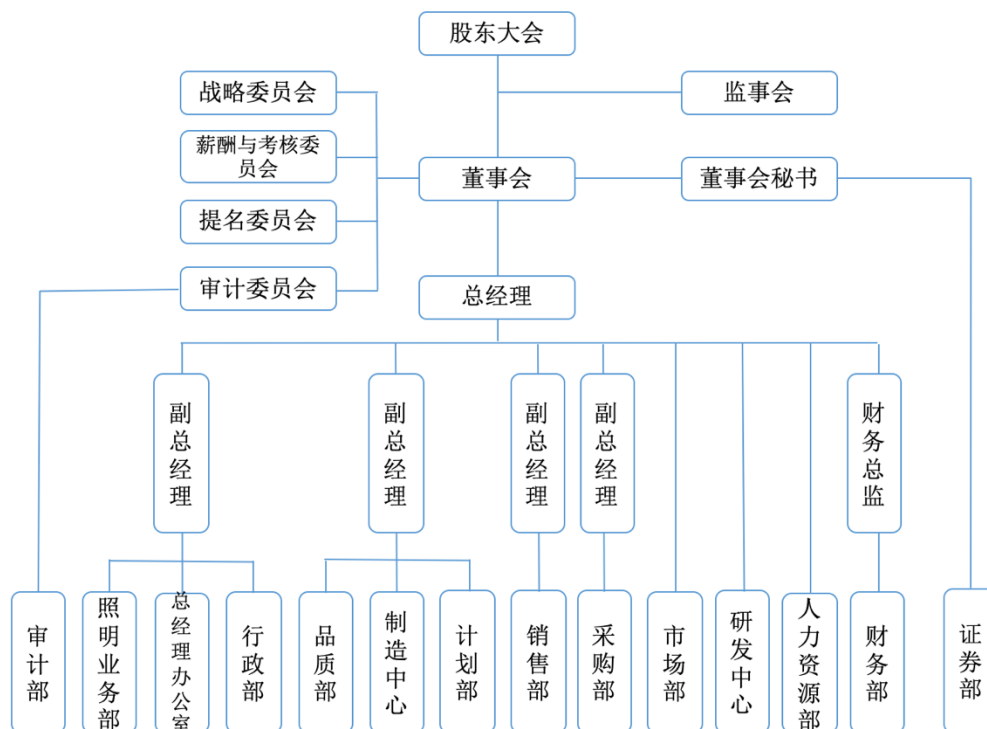 股东大会
战略委员会
监事会
薪酬与考核委
员会
董事会
董事会秘书
提名委员会
审计委员会
总经理
副总经理
副总经理
副总经理
副总经理
财务总监
审计部
照明业务部
总经理办公室
行政部
品质部
制造中心
计划部
销售部
采购部
市场部
研发中心
人力资源部
财务部
证券部